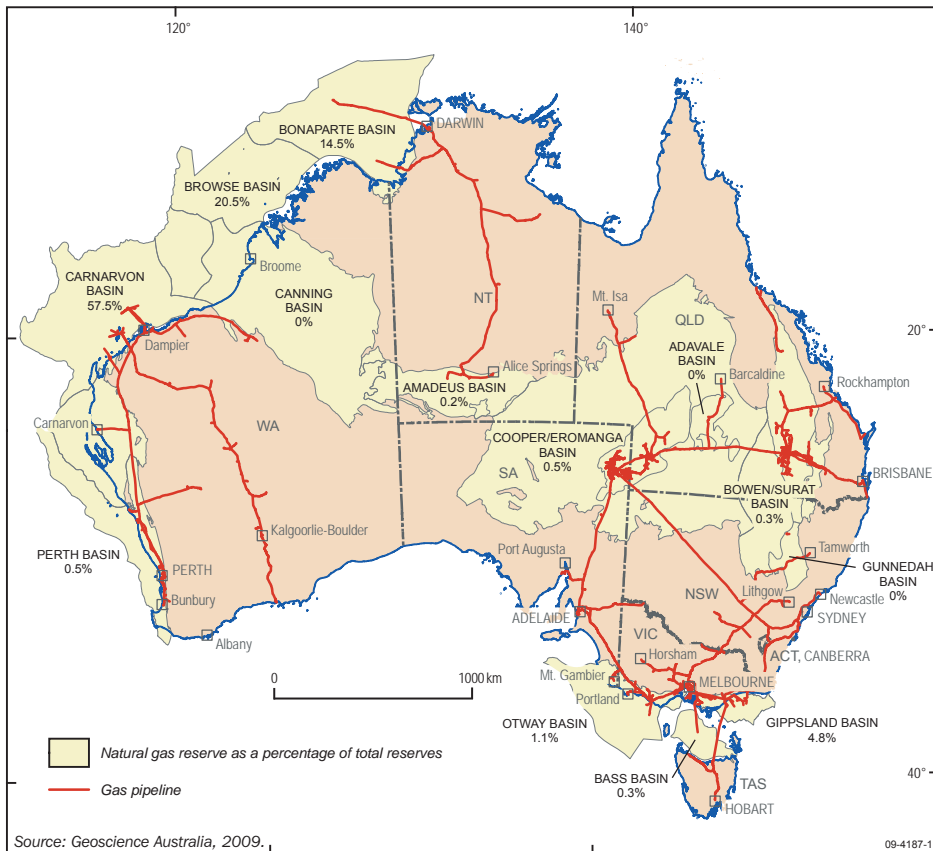 120°
140°
DARWIN
BONAPARTE BASIN
14.5%
BROWSE BASIN
20.5%
Broome
CARNARVON
BASIN
57.5%
CANNING
BASIN
0%
NT
Mt. Isa
QLD
20°
Dampier
ADAVALE
BASIN
0%
Alice Springs
Barcaldine
Rockhampton
AMADEUS BASIN
0.2%
Carnarvon
WA
COOPER/EROMANGA
BASIN
0.5%
SA
BRISBANE
BOWEN/SURAT
BASIN
0.3%
Kalgoorlie-Boulder
PERTH BASIN
0.5%
Port Augusta
Tamworth
GUNNEDAH
BASIN
0%
PERTH
NSW
Lithgow
Newcastle
Bunbury
ADELAIDE
SYDNEY
Albany
VIC
ACT, CANBERRA
Horsham
0
1000 km
Mt. Gambier
MELBOURNE
Portland
OTWAY BASIN
1.1%
GIPPSLAND BASIN
4.8%
Natural gas reserve as a percentage of total reserves
BASS BASIN
0.3%
40°
TAS
Gas pipeline
HOBART
Source: Geoscience Australia, 2009.
09-4187-1